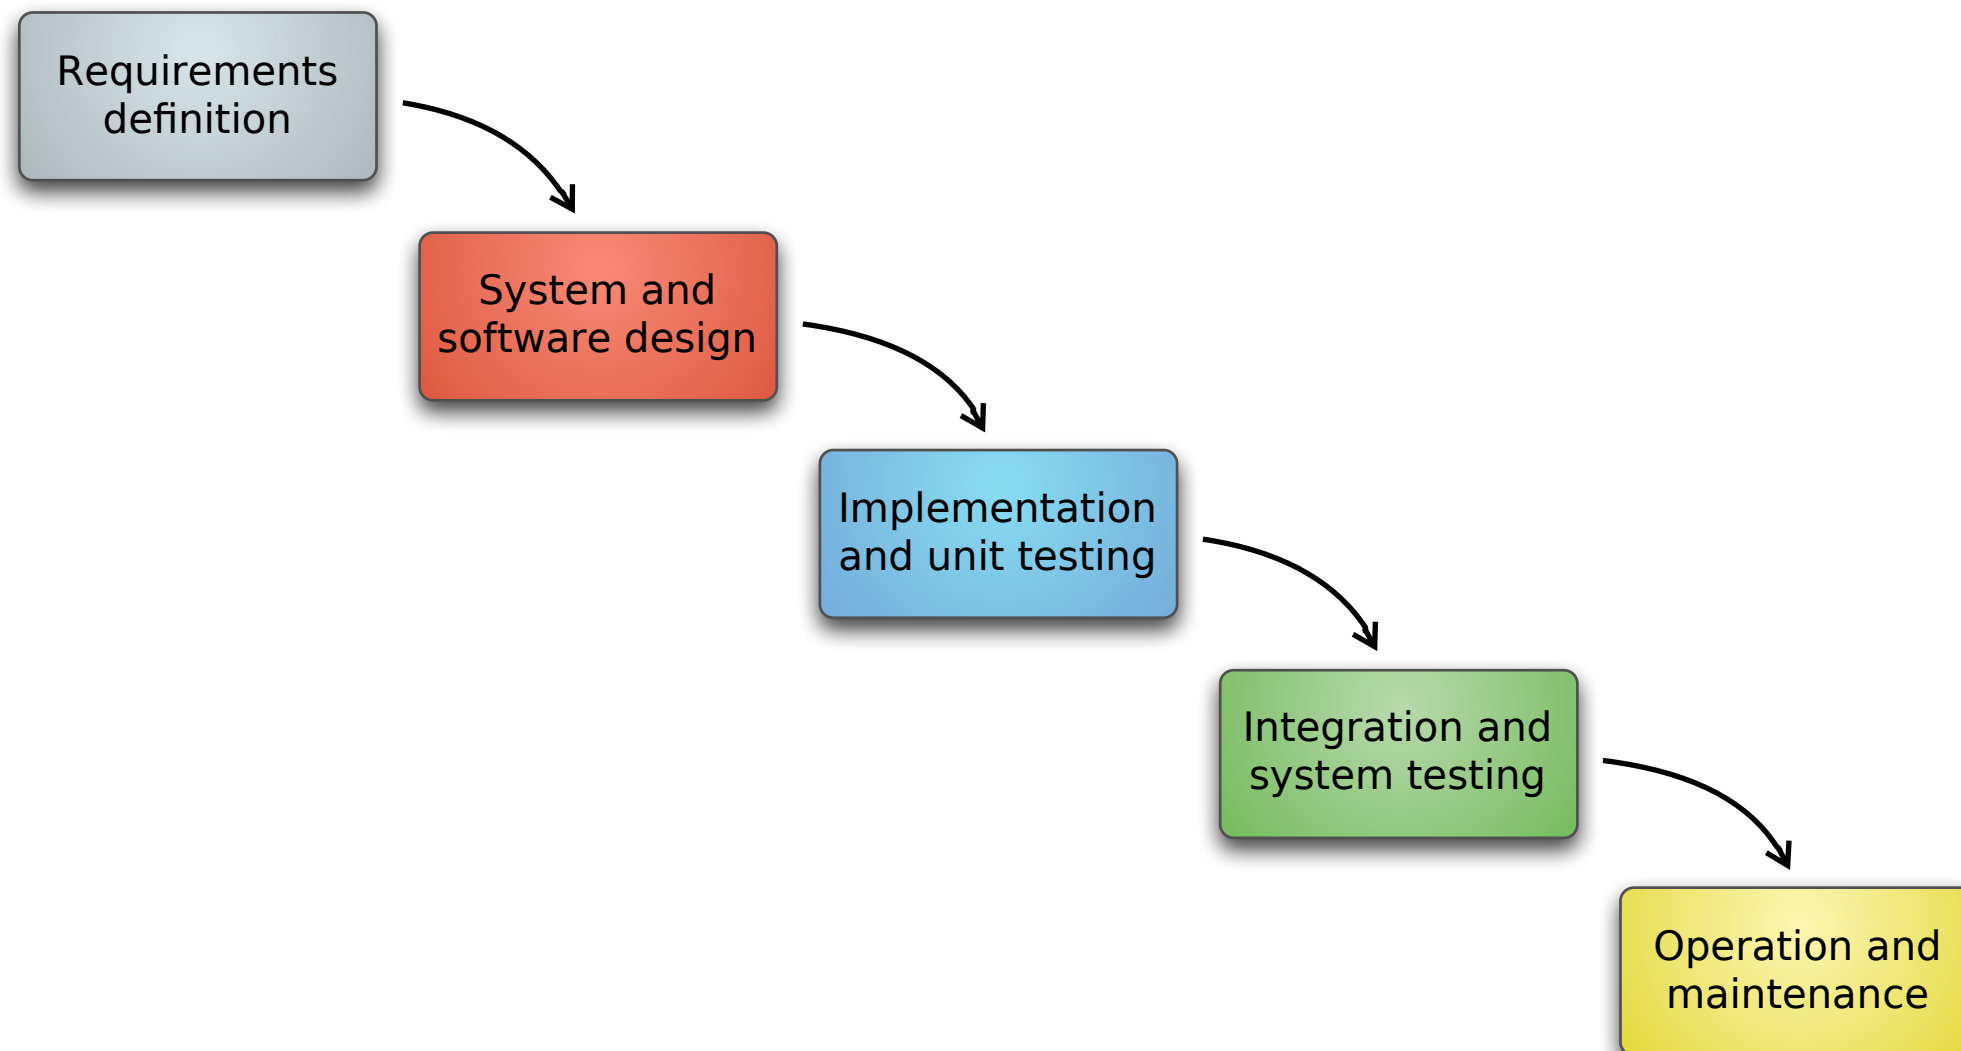 Requirements
definition
System and
software design
Implementation
and unit testing
Integration and
system testing
Operation and
maintenance